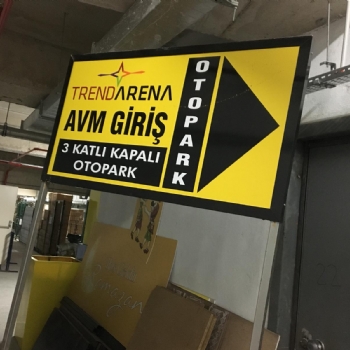 TRENDARENA
AVM GİRİŞ
3 KATLI KAPALI
OTOPARK
OTOPARK